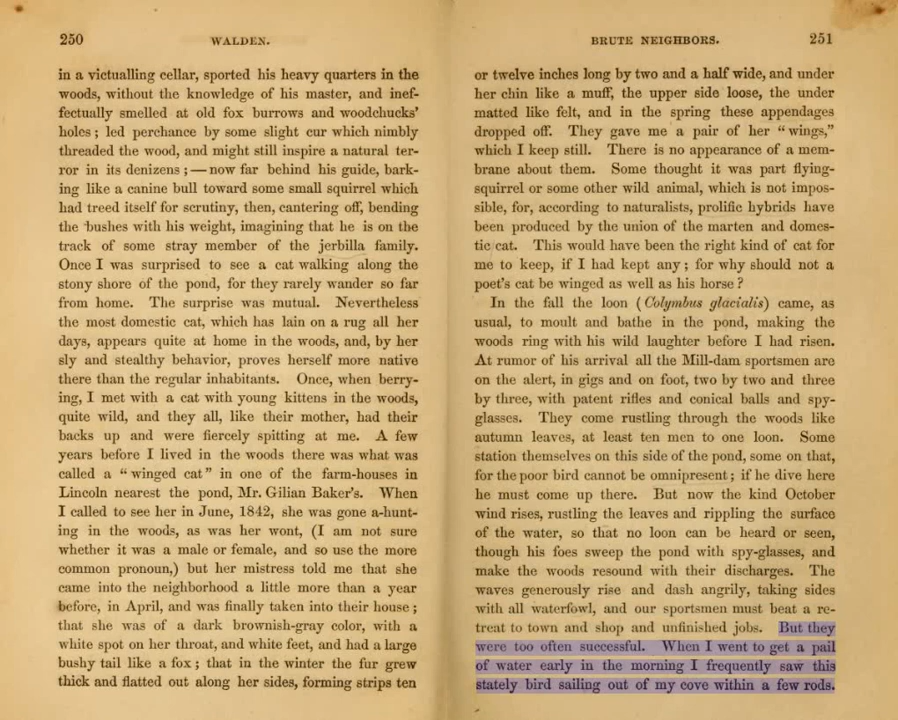 250
WALDEN.
in a victualling cellar, sported his heavy quarters in the
woods, without the knowledge of his master, and inef-
fectually smelled at old fox burrows and woodchucks'
holes; led perchance by some slight cur which nimbly
threaded the wood, and might still inspire a natural ter-
ror in its denizens; — now far behind his guide, bark-
ing like a canine bull toward some small squirrel which
had treed itself for scrutiny, then, cantering off, bending
the bushes with his weight, imagining that he is on the
track of some stray member of the jerbilla family.
Once I was surprised to see a cat walking along the
stony shore of the pond, for they rarely wander so far
from home. The surprise was mutual. Nevertheless
the most domestic cat, which has lain on a rug all her
days, appears quite at home in the woods, and, by her
sly and stealthy behavior, proves herself more native
there than the regular inhabitants. Once, when berry-
ing, I met with a cat with young kittens in the woods,
quite wild, and they all, like their mother, had their
backs up and were fiercely spitting at me. A few
years before I lived in the woods there was what was
called a "winged cat" in one of the farm-houses in
Lincoln nearest the pond, Mr. Gilian Baker's. When
I called to see her in June, 1842, she was gone a-hunt-
ing in the woods, as was her wont, (I am not sure
whether it was a male or female, and so use the more
common pronoun,) but her mistress told me that she
came into the neighborhood a little more than a year
before, in April, and was finally taken into their house;
that she was of a dark brownish-gray color, with a
white spot on her throat, and white feet, and had a large
bushy tail like a fox; that in the winter the fur grew
thick and flatted out along her sides, forming strips ten
BRUTE NEIGHBORS.
251
or twelve inches long by two and a half wide, and under
her chin like a muff, the upper side loose, the under
matted like felt, and in the spring these appendages
dropped off. They gave me a pair of her "wings,"
which I keep still. There is no appearance of a mem-
brane about them. Some thought it was part flying-
squirrel or some other wild animal, which is not impos-
sible, for, according to naturalists, prolific hybrids have
been produced by the union of the marten and domes-
tic cat. This would have been the right kind of cat for
me to keep, if I had kept any; for why should not a
poet's cat be winged as well as his horse?
In the fall the loon (Colymbus glacialis) came, as
usual, to moult and bathe in the pond, making the
woods ring with his wild laughter before I had risen.
At rumor of his arrival all the Mill-dam sportsmen are
on the alert, in gigs and on foot, two by two and three
by three, with patent rifles and conical balls and spy-
glasses. They come rustling through the woods like
autumn leaves, at least ten men to one loon. Some
station themselves on this side of the pond, some on that,
for the poor bird cannot be omnipresent; if he dive here
he must come up there. But now the kind October
wind rises, rustling the leaves and rippling the surface
of the water, so that no loon can be heard or seen,
though his foes sweep the pond with spy-glasses, and
make the woods resound with their discharges. The
waves generously rise and dash angrily, taking sides
with all waterfowl, and our sportsmen must beat a re-
treat to town and shop and unfinished jobs. But they
were too often successful. When I went to get a pail
of water early in the morning I frequently saw this
stately bird sailing out of my cove within a few rods.